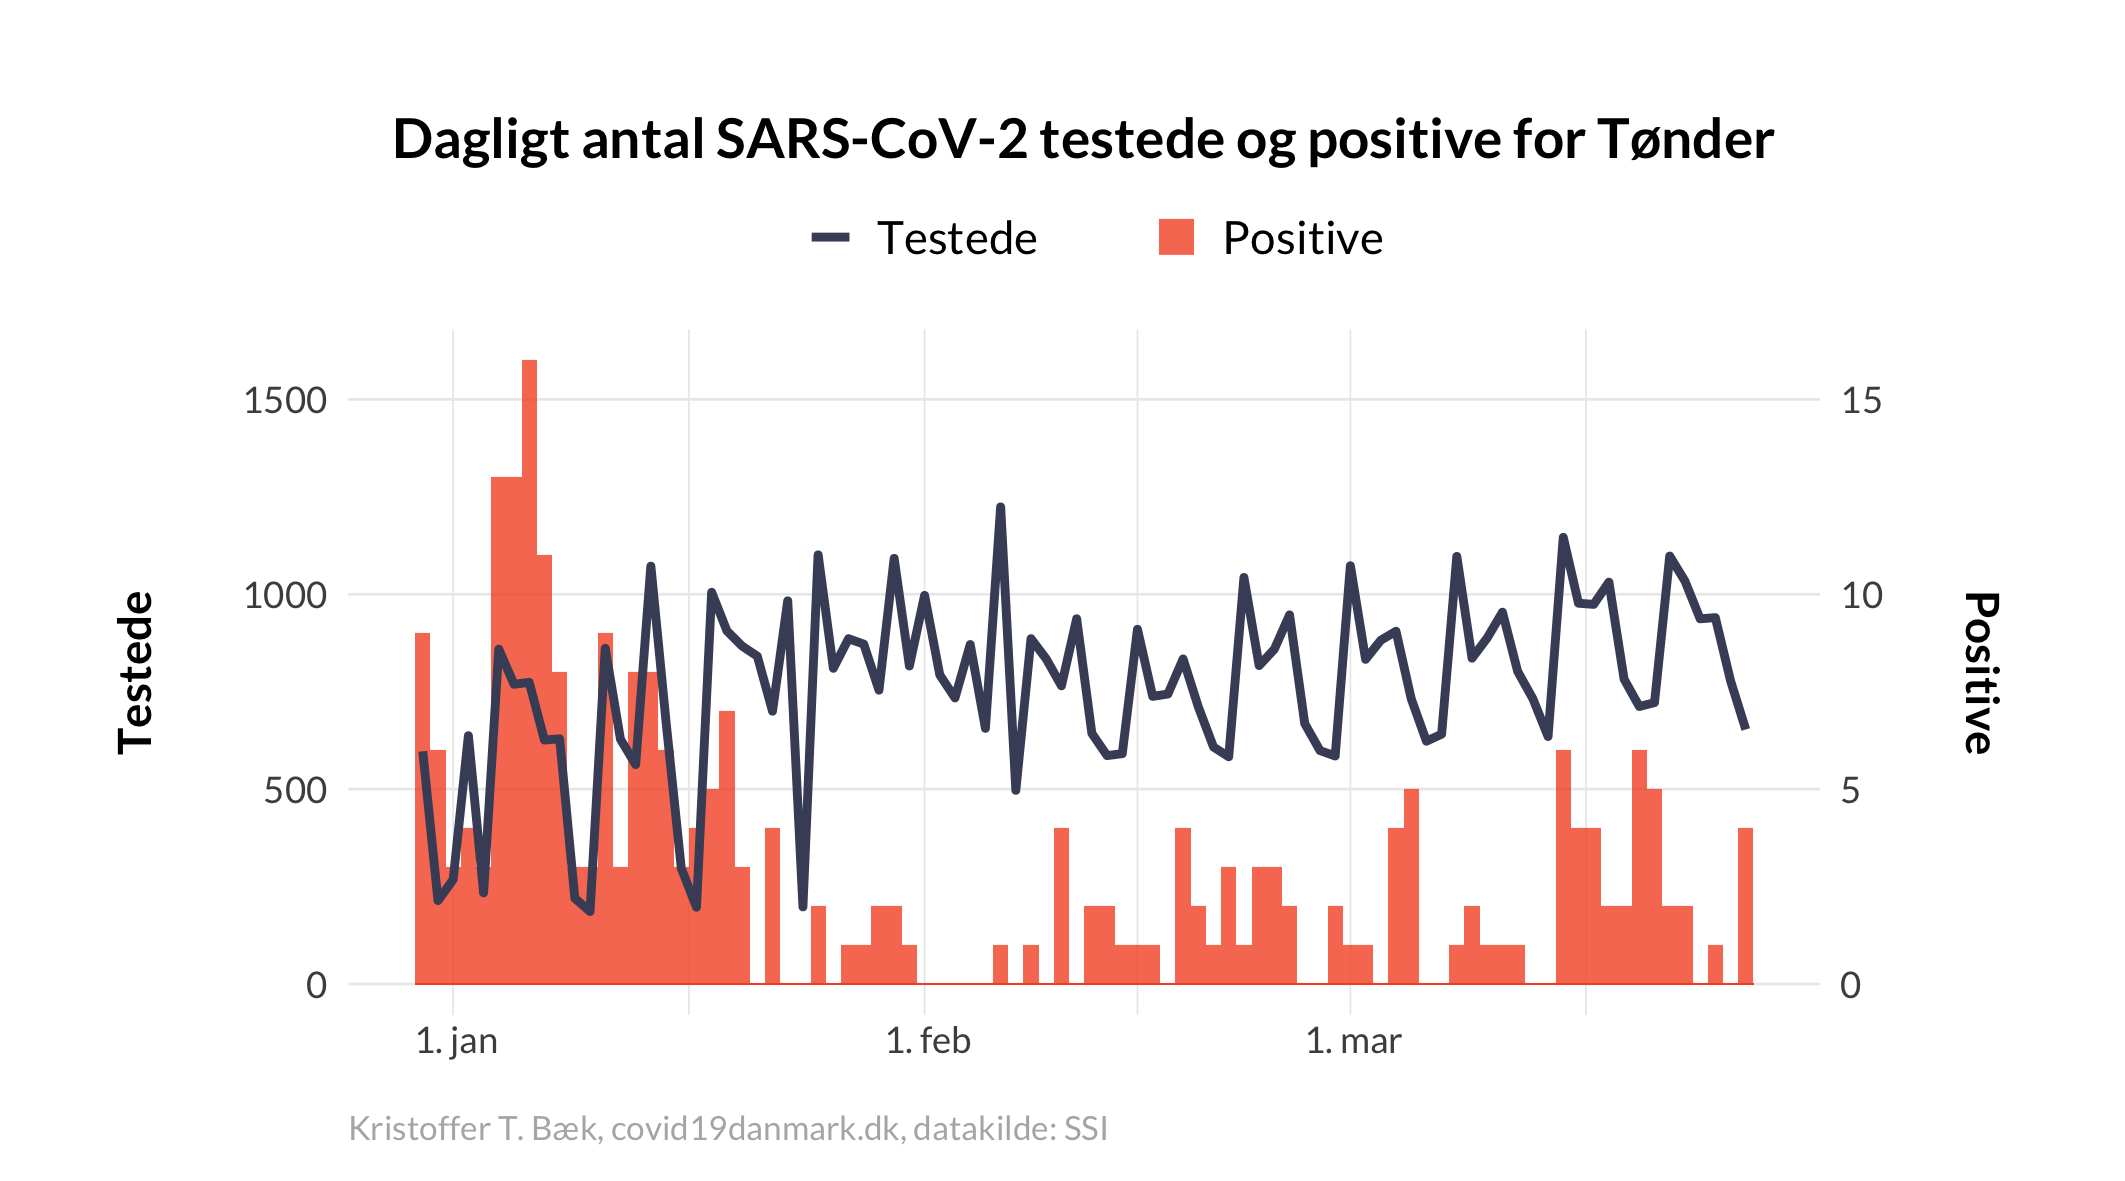 Dagligt antal SARS-CoV-2 testede og positive for Tønder
Testede Positive
1500 15
1000 10
500 5
0 0
Testede
Positive
1. jan 1. feb 1. mar
Kristoffer T. Bæk, covid19danmark.dk, datakilde: SSI